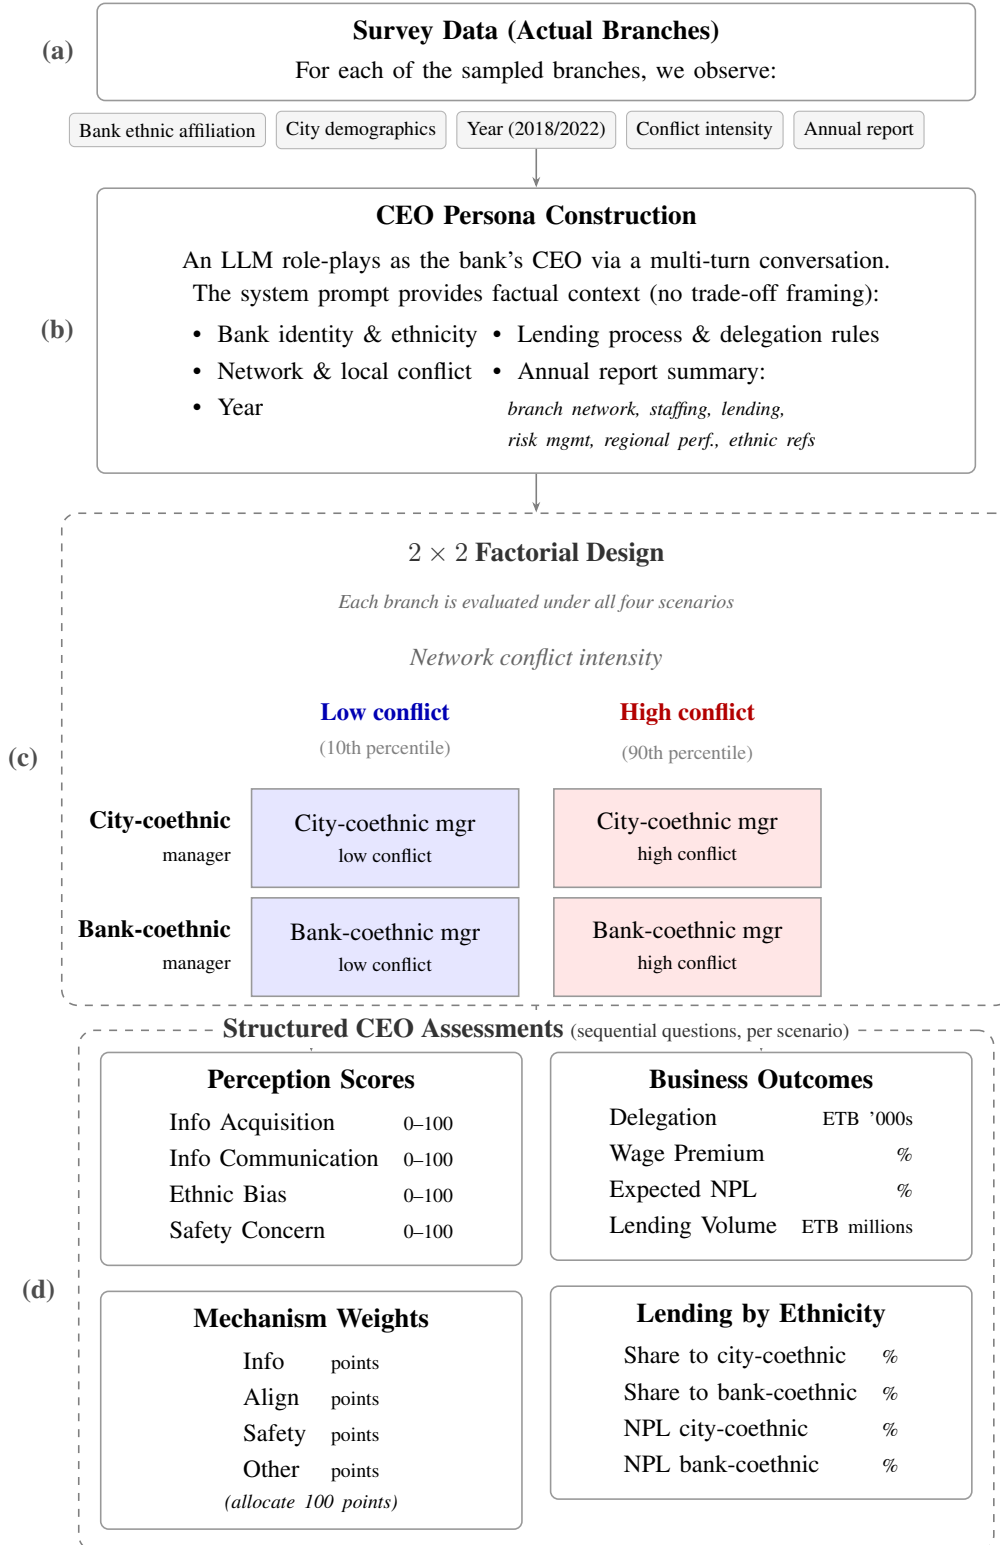 (a)
Survey Data (Actual Branches)
For each of the sampled branches, we observe:
Bank ethnic affiliation
City demographics
Year (2018/2022)
Conflict intensity
Annual report
(b)
CEO Persona Construction
An LLM role-plays as the bank's CEO via a multi-turn conversation.
The system prompt provides factual context (no trade-off framing):
• Bank identity & ethnicity
• Network & local conflict
• Year
• Lending process & delegation rules
• Annual report summary:
branch network, staffing, lending,
risk mgmt, regional perf., ethnic refs
(c)
2 × 2 Factorial Design
Each branch is evaluated under all four scenarios
Network conflict intensity
Low conflict
(10th percentile)
High conflict
(90th percentile)
City-coethnic
manager
City-coethnic mgr
low conflict
City-coethnic mgr
high conflict
Bank-coethnic
manager
Bank-coethnic mgr
low conflict
Bank-coethnic mgr
high conflict
(d)
Structured CEO Assessments (sequential questions, per scenario)
Perception Scores
Info Acquisition 0–100
Info Communication 0–100
Ethnic Bias 0–100
Safety Concern 0–100
Business Outcomes
Delegation ETB '000s
Wage Premium %
Expected NPL %
Lending Volume ETB millions
Mechanism Weights
Info points
Align points
Safety points
Other points
(allocate 100 points)
Lending by Ethnicity
Share to city-coethnic %
Share to bank-coethnic %
NPL city-coethnic %
NPL bank-coethnic %